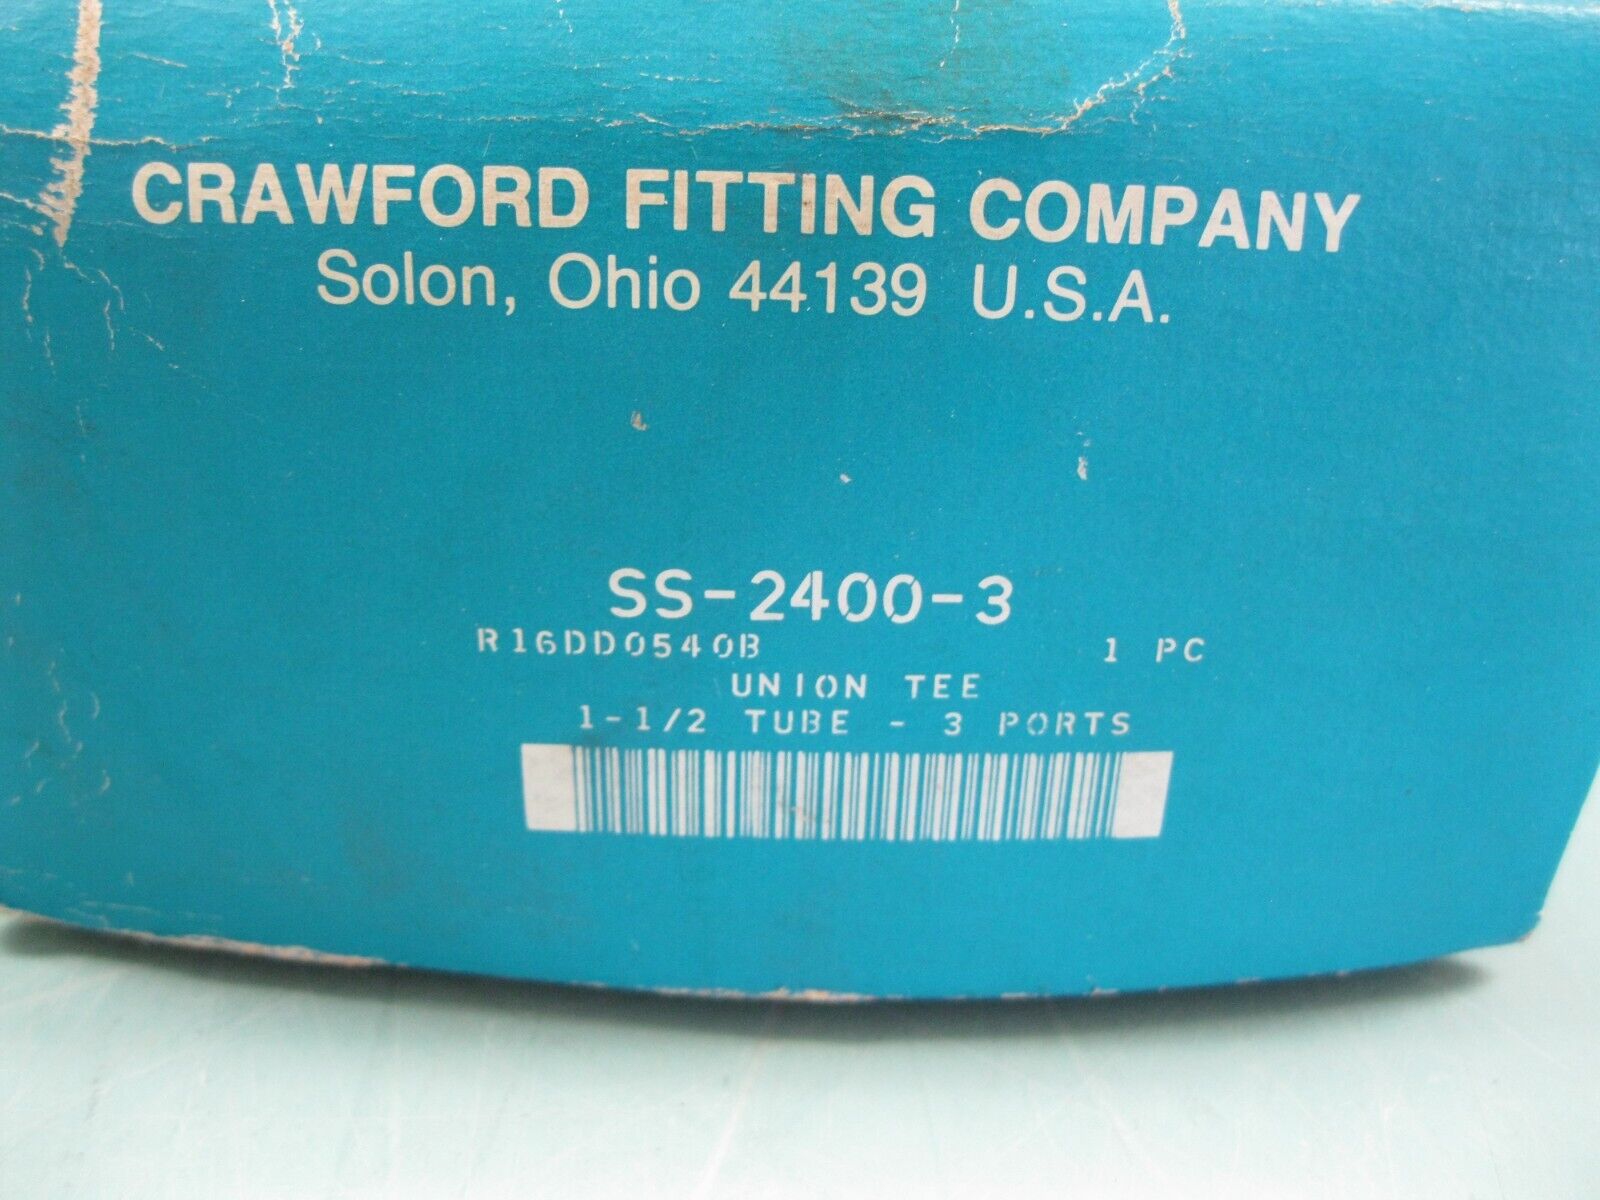 CRAWFORD FITTING COMPANY
Solon, Ohio 44139 U.S.A.
SS-2400-3
R16DD0540B 1 PC
UNION TEE
1-1/2 TUBE - 3 PORTS